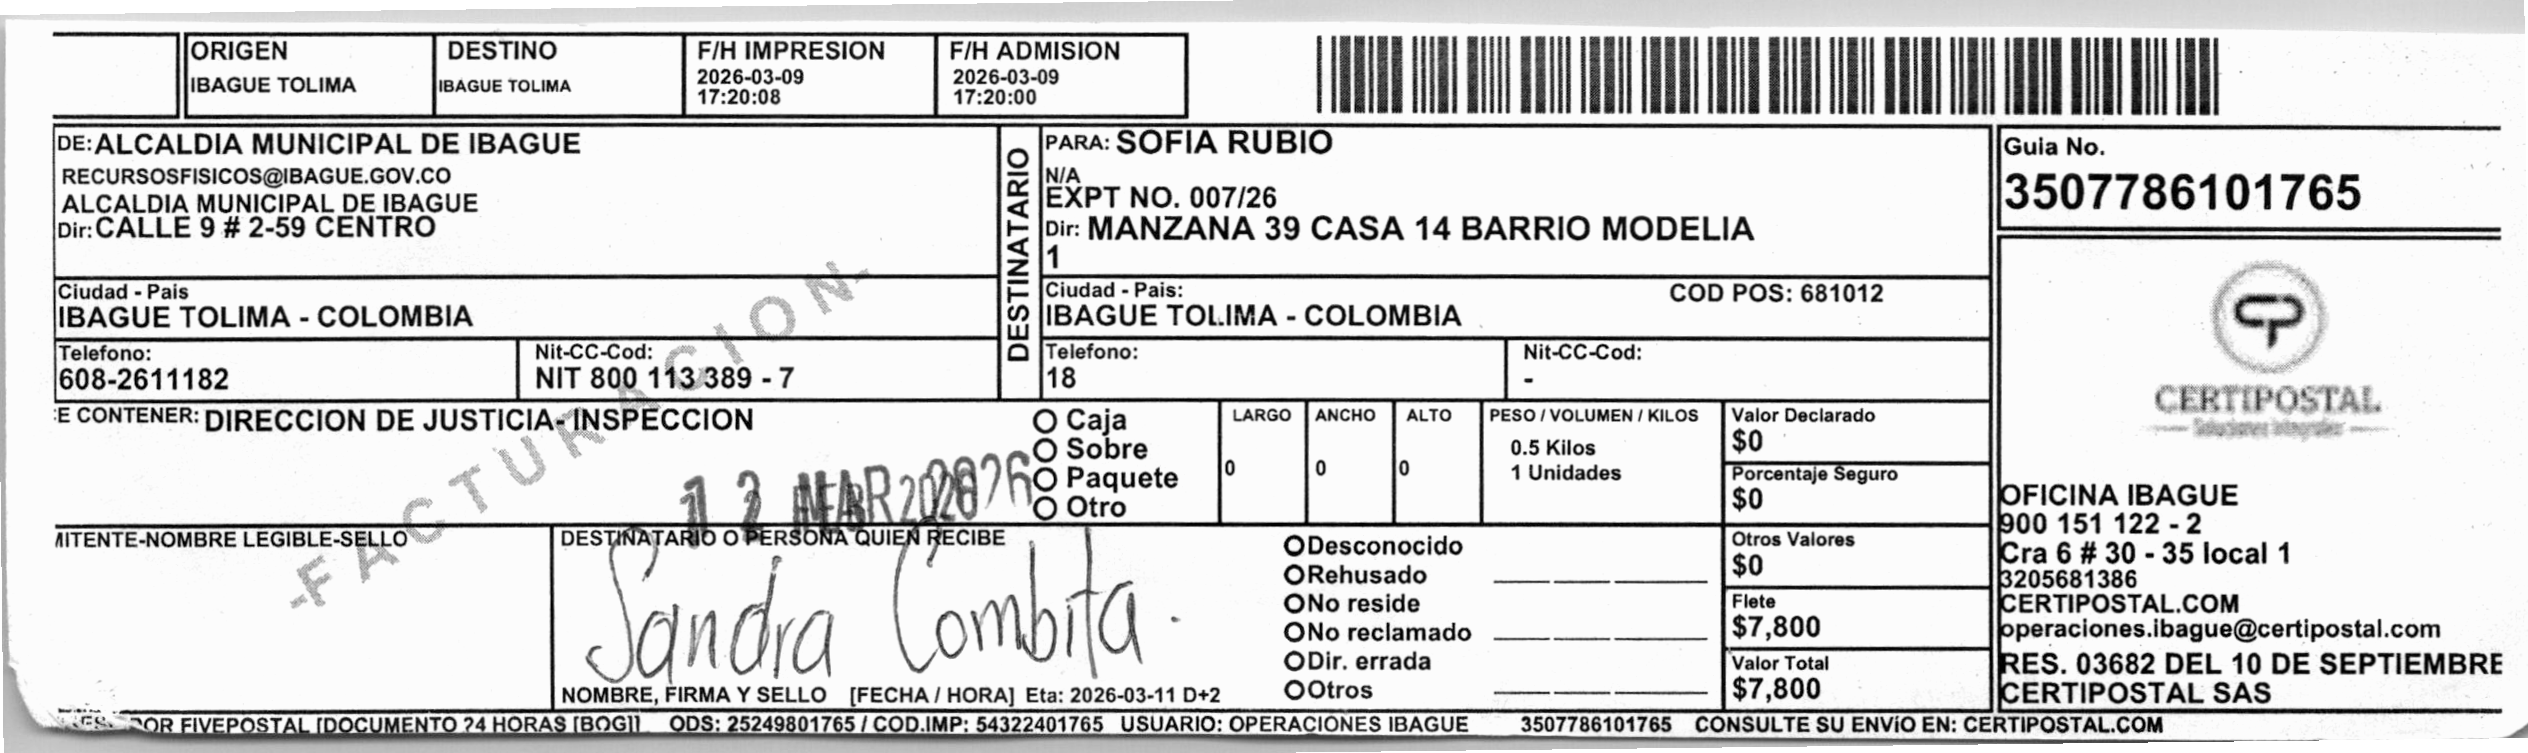 ORIGEN
IBAGUE TOLIMA
DESTINO
IBAGUE TOLIMA
F/H IMPRESION
2026-03-09
17:20:08
F/H ADMISION
2026-03-09
17:20:00
DE: ALCALDIA MUNICIPAL DE IBAGUE
RECURSOSFISICOS@IBAGUE.GOV.CO
ALCALDIA MUNICIPAL DE IBAGUE
Dir: CALLE 9 # 2-59 CENTRO
Ciudad - Pais
IBAGUE TOLIMA - COLOMBIA
Telefono:
608-2611182
Nit-CC-Cod:
NIT 800 113 389 - 7
DESTINATARIO
PARA: SOFIA RUBIO
N/A
EXPT NO. 007/26
Dir: MANZANA 39 CASA 14 BARRIO MODELIA
1
Ciudad - Pais:
COD POS: 681012
IBAGUE TOLIMA - COLOMBIA
Telefono:
18
Nit-CC-Cod:
-
Guia No.
3507786101765
CERTIPOSTAL
OFICINA IBAGUE
900 151 122 - 2
Cra 6 # 30 - 35 local 1
3205681386
CERTIPOSTAL.COM
operaciones.ibague@certipostal.com
RES. 03682 DEL 10 DE SEPTIEMBRE
CERTIPOSTAL SAS
:E CONTENER: DIRECCION DE JUSTICIA- INSPECCION
-FACTURACION-
12 MAR 2026
Caja
Sobre
Paquete
Otro
LARGO
0
ANCHO
0
ALTO
0
PESO / VOLUMEN / KILOS
0.5 Kilos
1 Unidades
Valor Declarado
$0
Porcentaje Seguro
$0
Otros Valores
$0
Flete
$7,800
Valor Total
$7,800
MITENTE-NOMBRE LEGIBLE-SELLO
DESTINATARIO O PERSONA QUIEN RECIBE
Sandra Combita.
NOMBRE, FIRMA Y SELLO [FECHA / HORA] Eta: 2026-03-11 D+2
Desconocido
Rehusado
No reside
No reclamado
Dir. errada
Otros
OR FIVEPOSTAL [DOCUMENTO 24 HORAS [BOG]] ODS: 25249801765 / COD.IMP: 54322401765 USUARIO: OPERACIONES IBAGUE 3507786101765 CONSULTE SU ENVíO EN: CERTIPOSTAL.COM